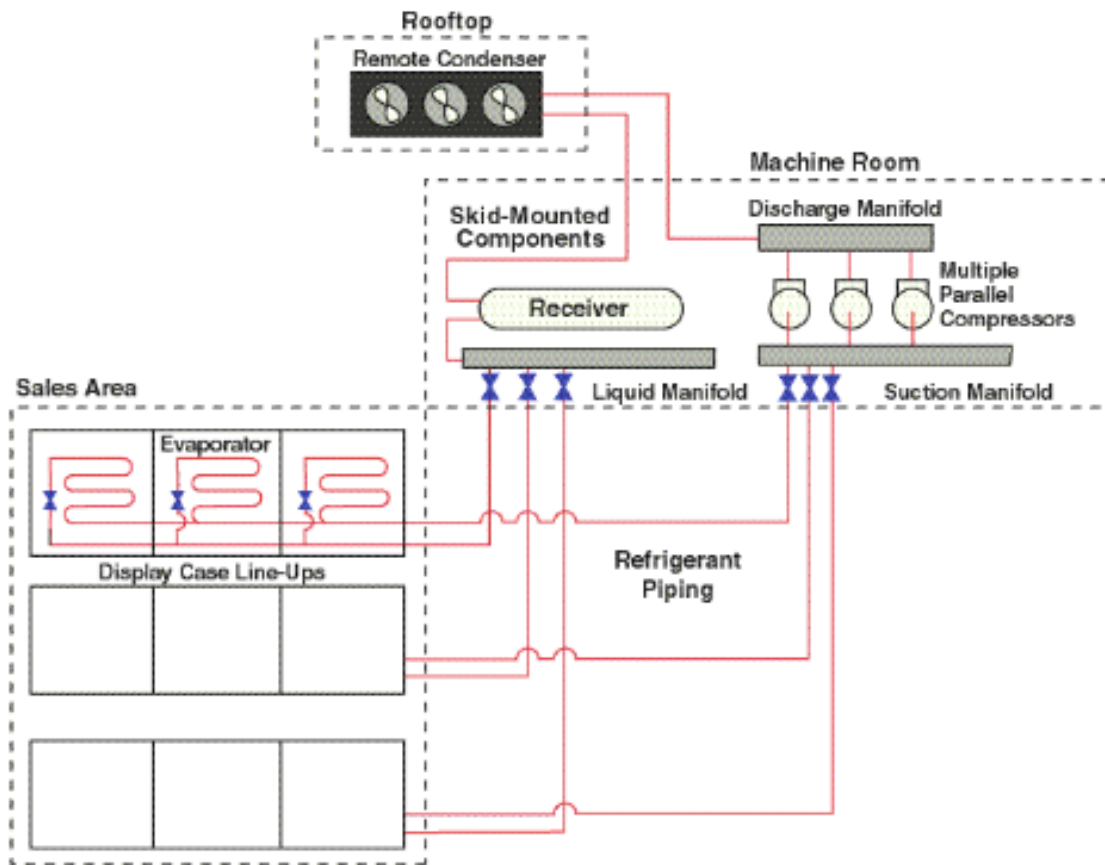 Rooftop
Remote Condenser
Machine Room
Skid-Mounted
Components
Discharge Manifold
Multiple
Parallel
Compressors
Receiver
Sales Area
Liquid Manifold
Suction Manifold
Evaporator
Refrigerant
Piping
Display Case Line-Ups